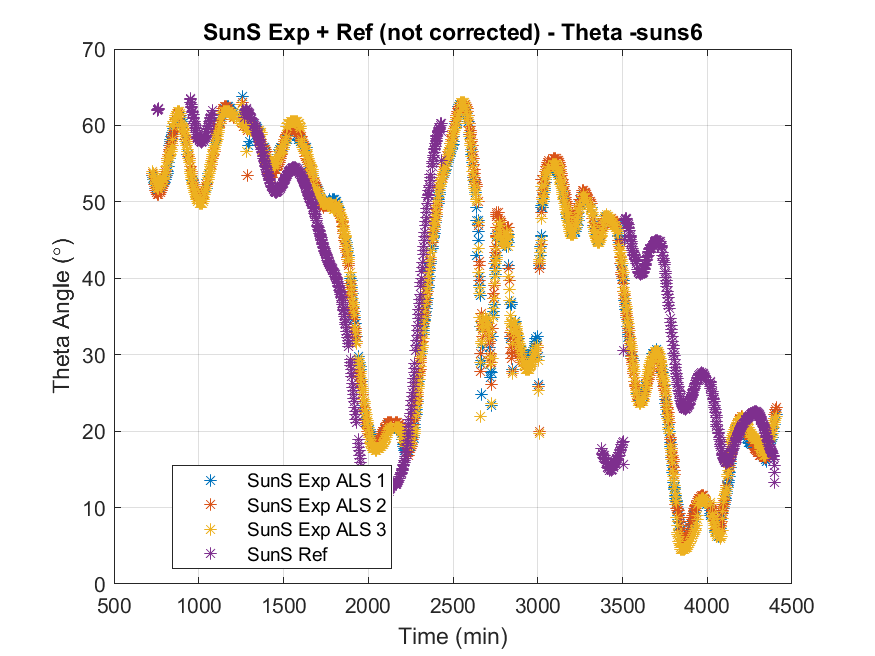 SunS Exp + Ref (not corrected) - Theta -suns6
70
60
50
40
30
20
10
0
Theta Angle (°)
SunS Exp ALS 1
SunS Exp ALS 2
SunS Exp ALS 3
SunS Ref
500 1000 1500 2000 2500 3000 3500 4000 4500
Time (min)